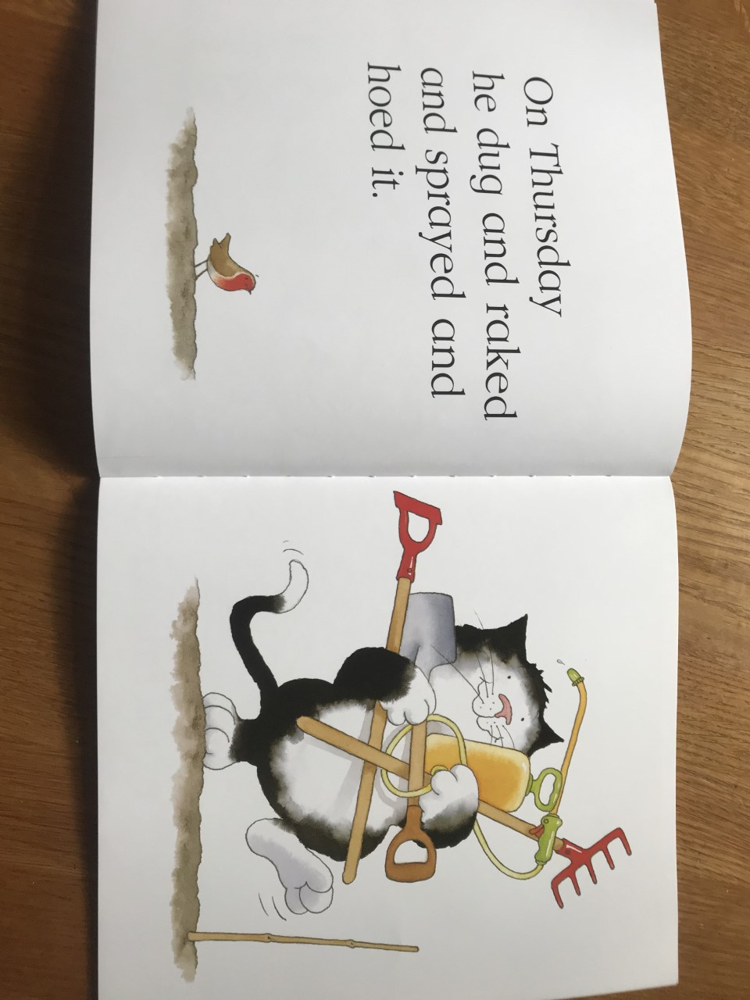 On Thursday
he dug and raked
and sprayed and
hoed it.